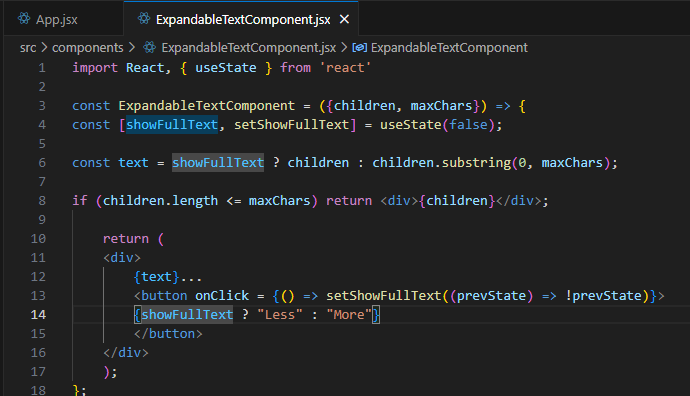 App.jsx ExpandableTextComponent.jsx ×
src > components > ExpandableTextComponent.jsx > ExpandableTextComponent
1 import React, { useState } from 'react'
2
3 const ExpandableTextComponent = ({children, maxChars}) => {
4 const [showFullText, setShowFullText] = useState(false);
5
6 const text = showFullText ? children : children.substring(0, maxChars);
7
8 if (children.length <= maxChars) return <div>{children}</div>;
9
10 return (
11 <div>
12 {text}...
13 <button onClick = {() => setShowFullText((prevState) => !prevState)}>
14 {showFullText ? "Less" : "More"}
15 </button>
16 </div>
17 );
18 };